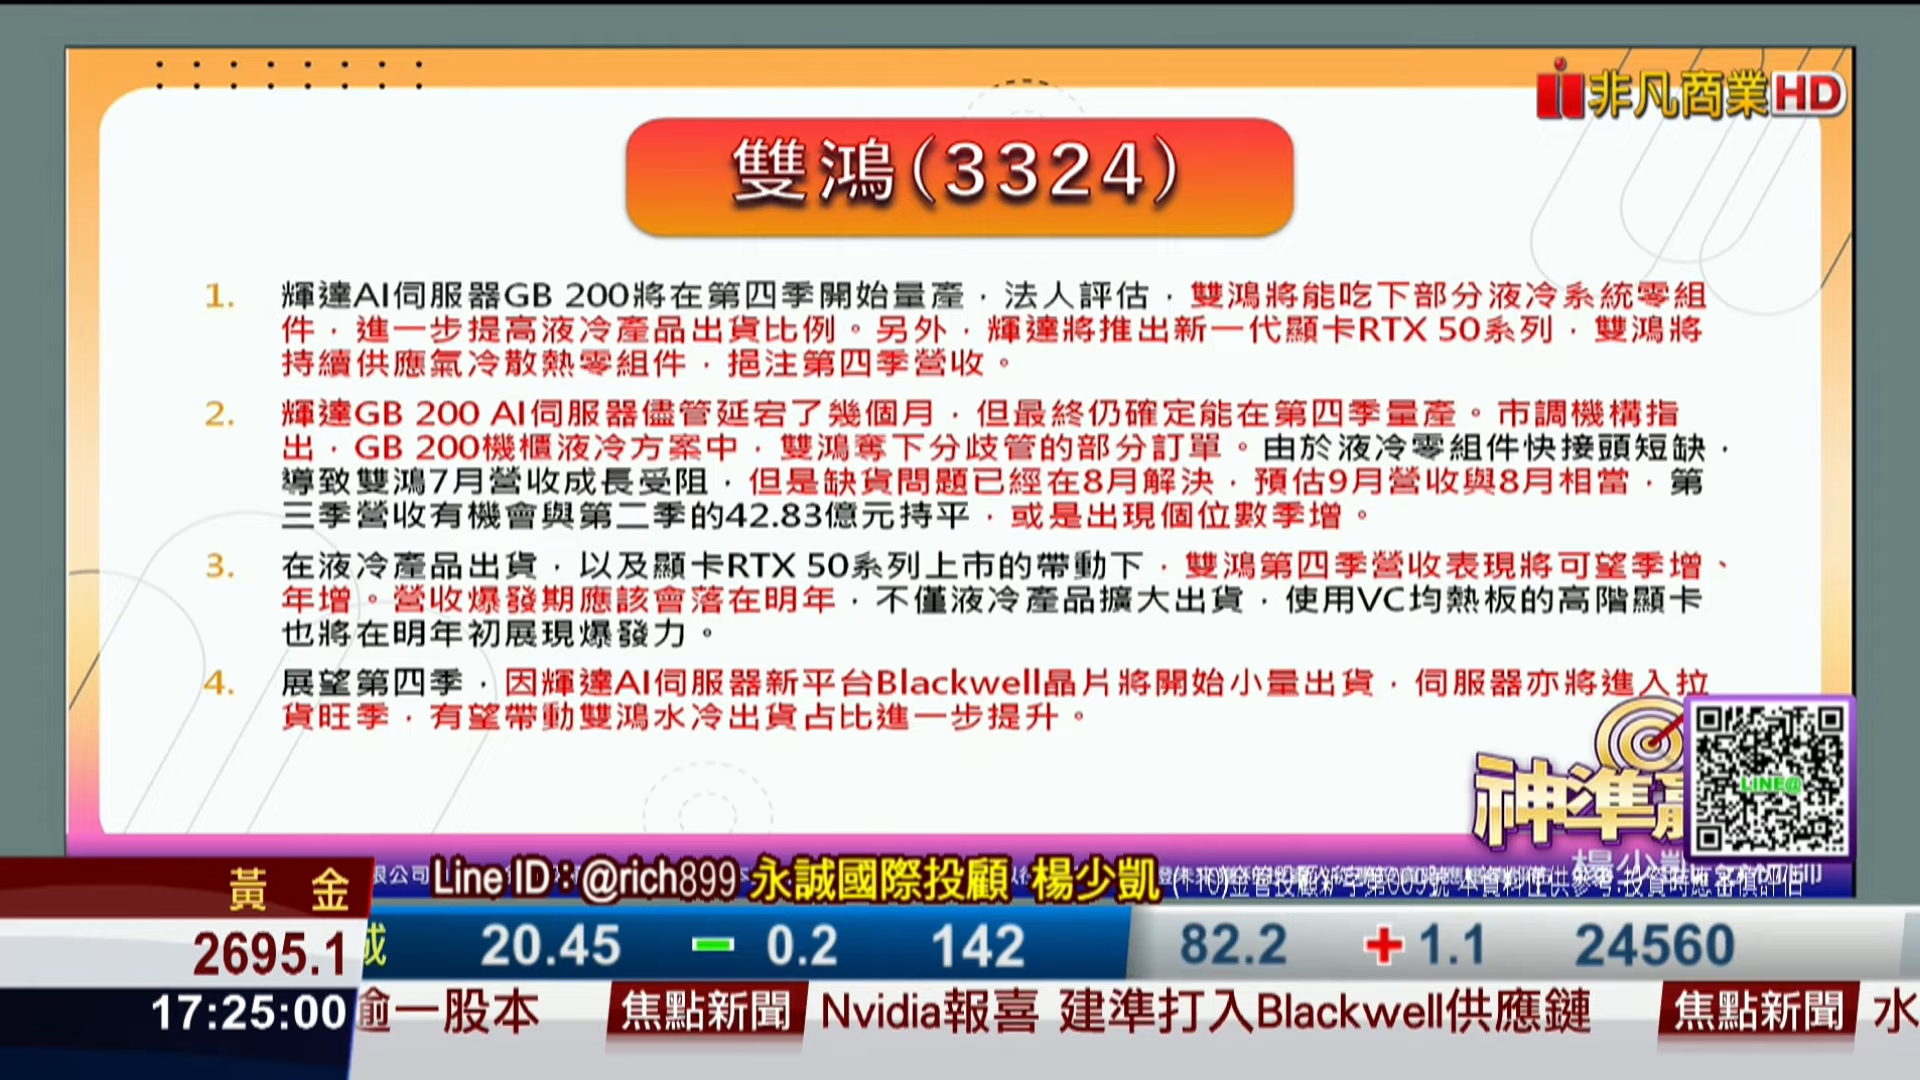 非凡商業HD
雙鴻(3324)
1. 輝達AI伺服器GB 200將在第四季開始量產，法人評估，雙鴻將能吃下部分液冷系統零組
件，進一步提高液冷產品出貨比例。另外，輝達將推出新一代顯卡RTX 50系列，雙鴻將
持續供應氣冷散熱零組件，挹注第四季營收。
2. 輝達GB 200 AI伺服器儘管延宕了幾個月，但最終仍確定能在第四季量產。市調機構指
出，GB 200機櫃液冷方案中，雙鴻奪下分歧管的部分訂單。由於液冷零組件快接頭短缺，
導致雙鴻7月營收成長受阻，但是缺貨問題已經在8月解決，預估9月營收與8月相當，第
三季營收有機會與第二季的42.83億元持平，或是出現個位數季增。
3. 在液冷產品出貨，以及顯卡RTX 50系列上市的帶動下，雙鴻第四季營收表現將可望季增、
年增。營收爆發期應該會落在明年，不僅液冷產品擴大出貨，使用VC均熱板的高階顯卡
也將在明年初展現爆發力。
4. 展望第四季，因輝達AI伺服器新平台Blackwell晶片將開始小量出貨，伺服器亦將進入拉
貨旺季，有望帶動雙鴻水冷出貨占比進一步提升。
神準
LINE@
限公司
Line ID：@rich899 永誠國際投顧 楊少凱
黃金
2695.1
20.45 0.2 142 82.2 +1.1 24560
17:25:00
逾一股本 焦點新聞 Nvidia報喜 建準打入Blackwell供應鏈 焦點新聞 水